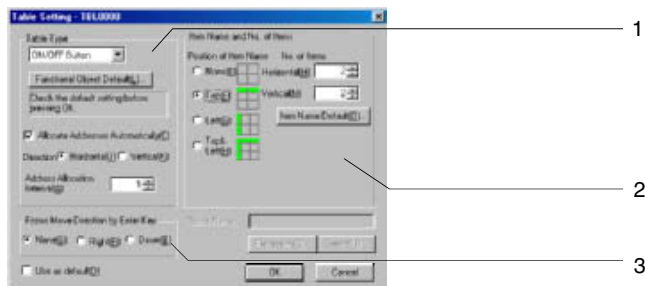 Table Setting - TBL0000
Table Type
ON/OFF Button
Functional Object Default(L)...
Check the default setting before
pressing OK.
Allocate Addresses Automatically(C)
Direction Horizontal(J) Vertical(K)
Address Allocation
Interval(G) 1
Focus Move Direction by Enter Key
None(G) Right(R) Down(E)
Use as default(D)
Item Name and No. of Items
Position of Item Name No. of Items
None(O) Horizontal(H) 2
Top(P) Vertical(M) 2
Left(S) Item Name Default(I)...
Top&
Left(B)
OK Cancel
1
2
3